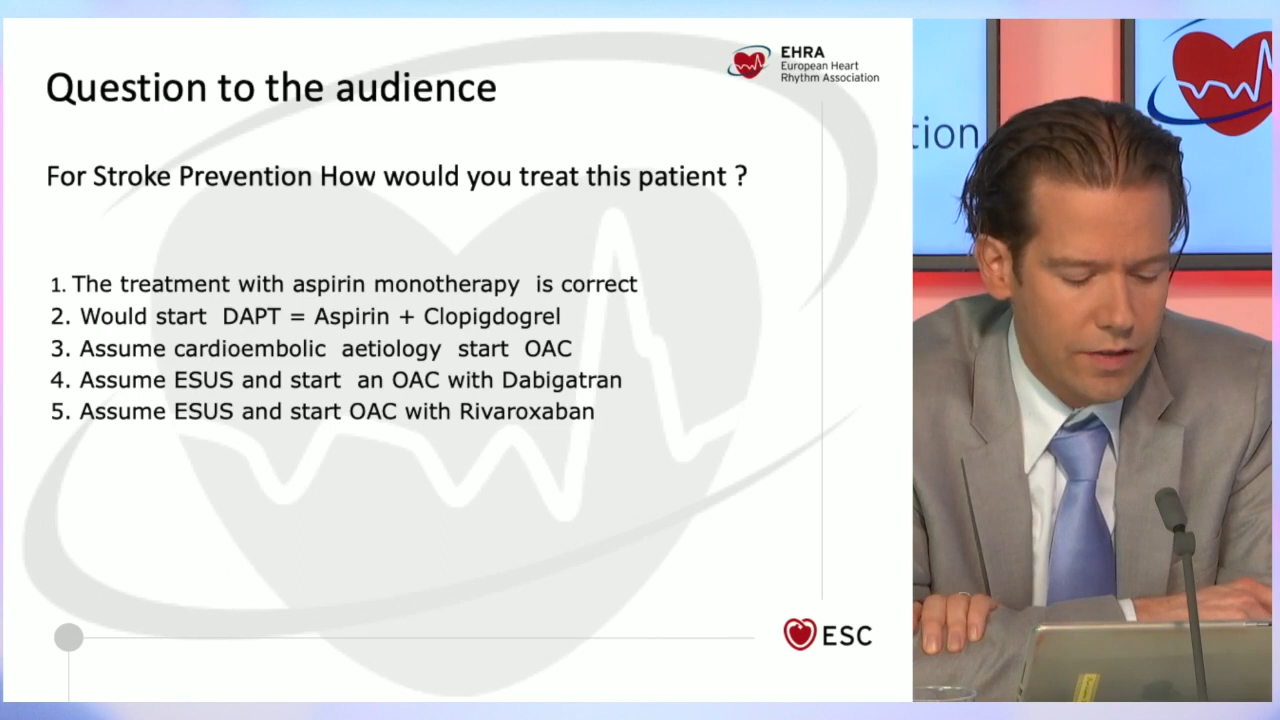 Question to the audience
EHRA
European Heart
Rhythm Association
For Stroke Prevention How would you treat this patient ?
1. The treatment with aspirin monotherapy is correct
2. Would start DAPT = Aspirin + Clopigdogrel
3. Assume cardioembolic aetiology start OAC
4. Assume ESUS and start an OAC with Dabigatran
5. Assume ESUS and start OAC with Rivaroxaban
ESC
tion